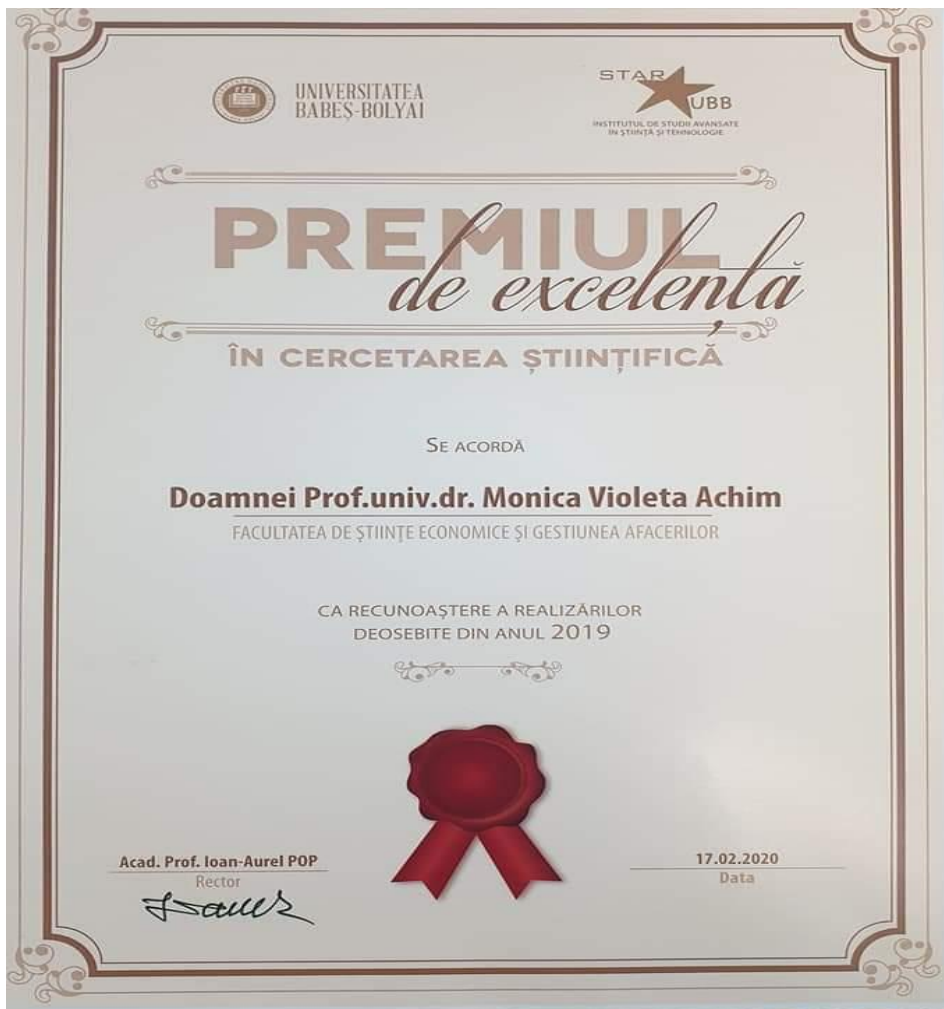 UNIVERSITATEA
BABEȘ-BOLYAI
STAR
UBB
INSTITUTUL DE STUDII AVANSATE
ÎN ȘTIINȚĂ ȘI TEHNOLOGIE
PREMIUL
de excelență
ÎN CERCETAREA ȘTIINȚIFICĂ
SE ACORDĂ
Doamnei Prof.univ.dr. Monica Violeta Achim
FACULTATEA DE ȘTIINȚE ECONOMICE ȘI GESTIUNEA AFACERILOR
CA RECUNOAȘTERE A REALIZĂRILOR
DEOSEBITE DIN ANUL 2019
Acad. Prof. Ioan-Aurel POP
Rector
17.02.2020
Data